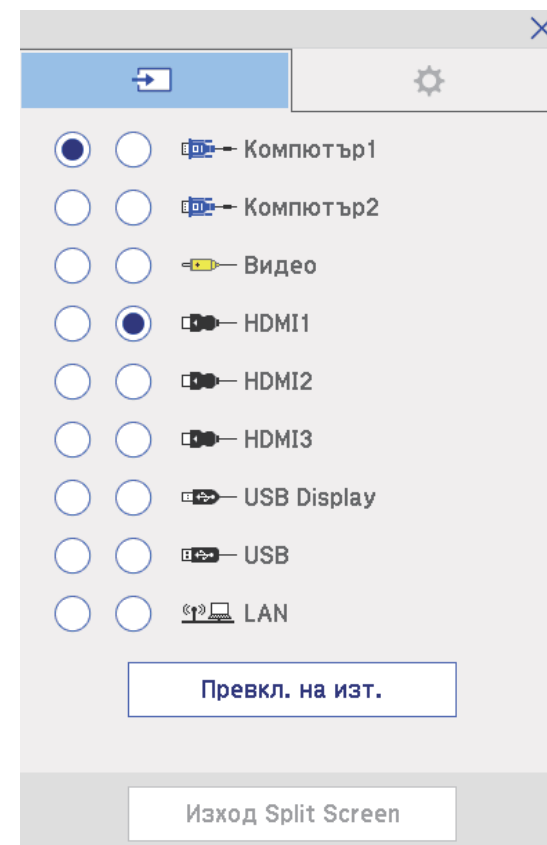 Компютър1
Компютър2
Видео
HDMI1
HDMI2
HDMI3
USB Display
USB
LAN
Превкл. на изт.
Изход Split Screen